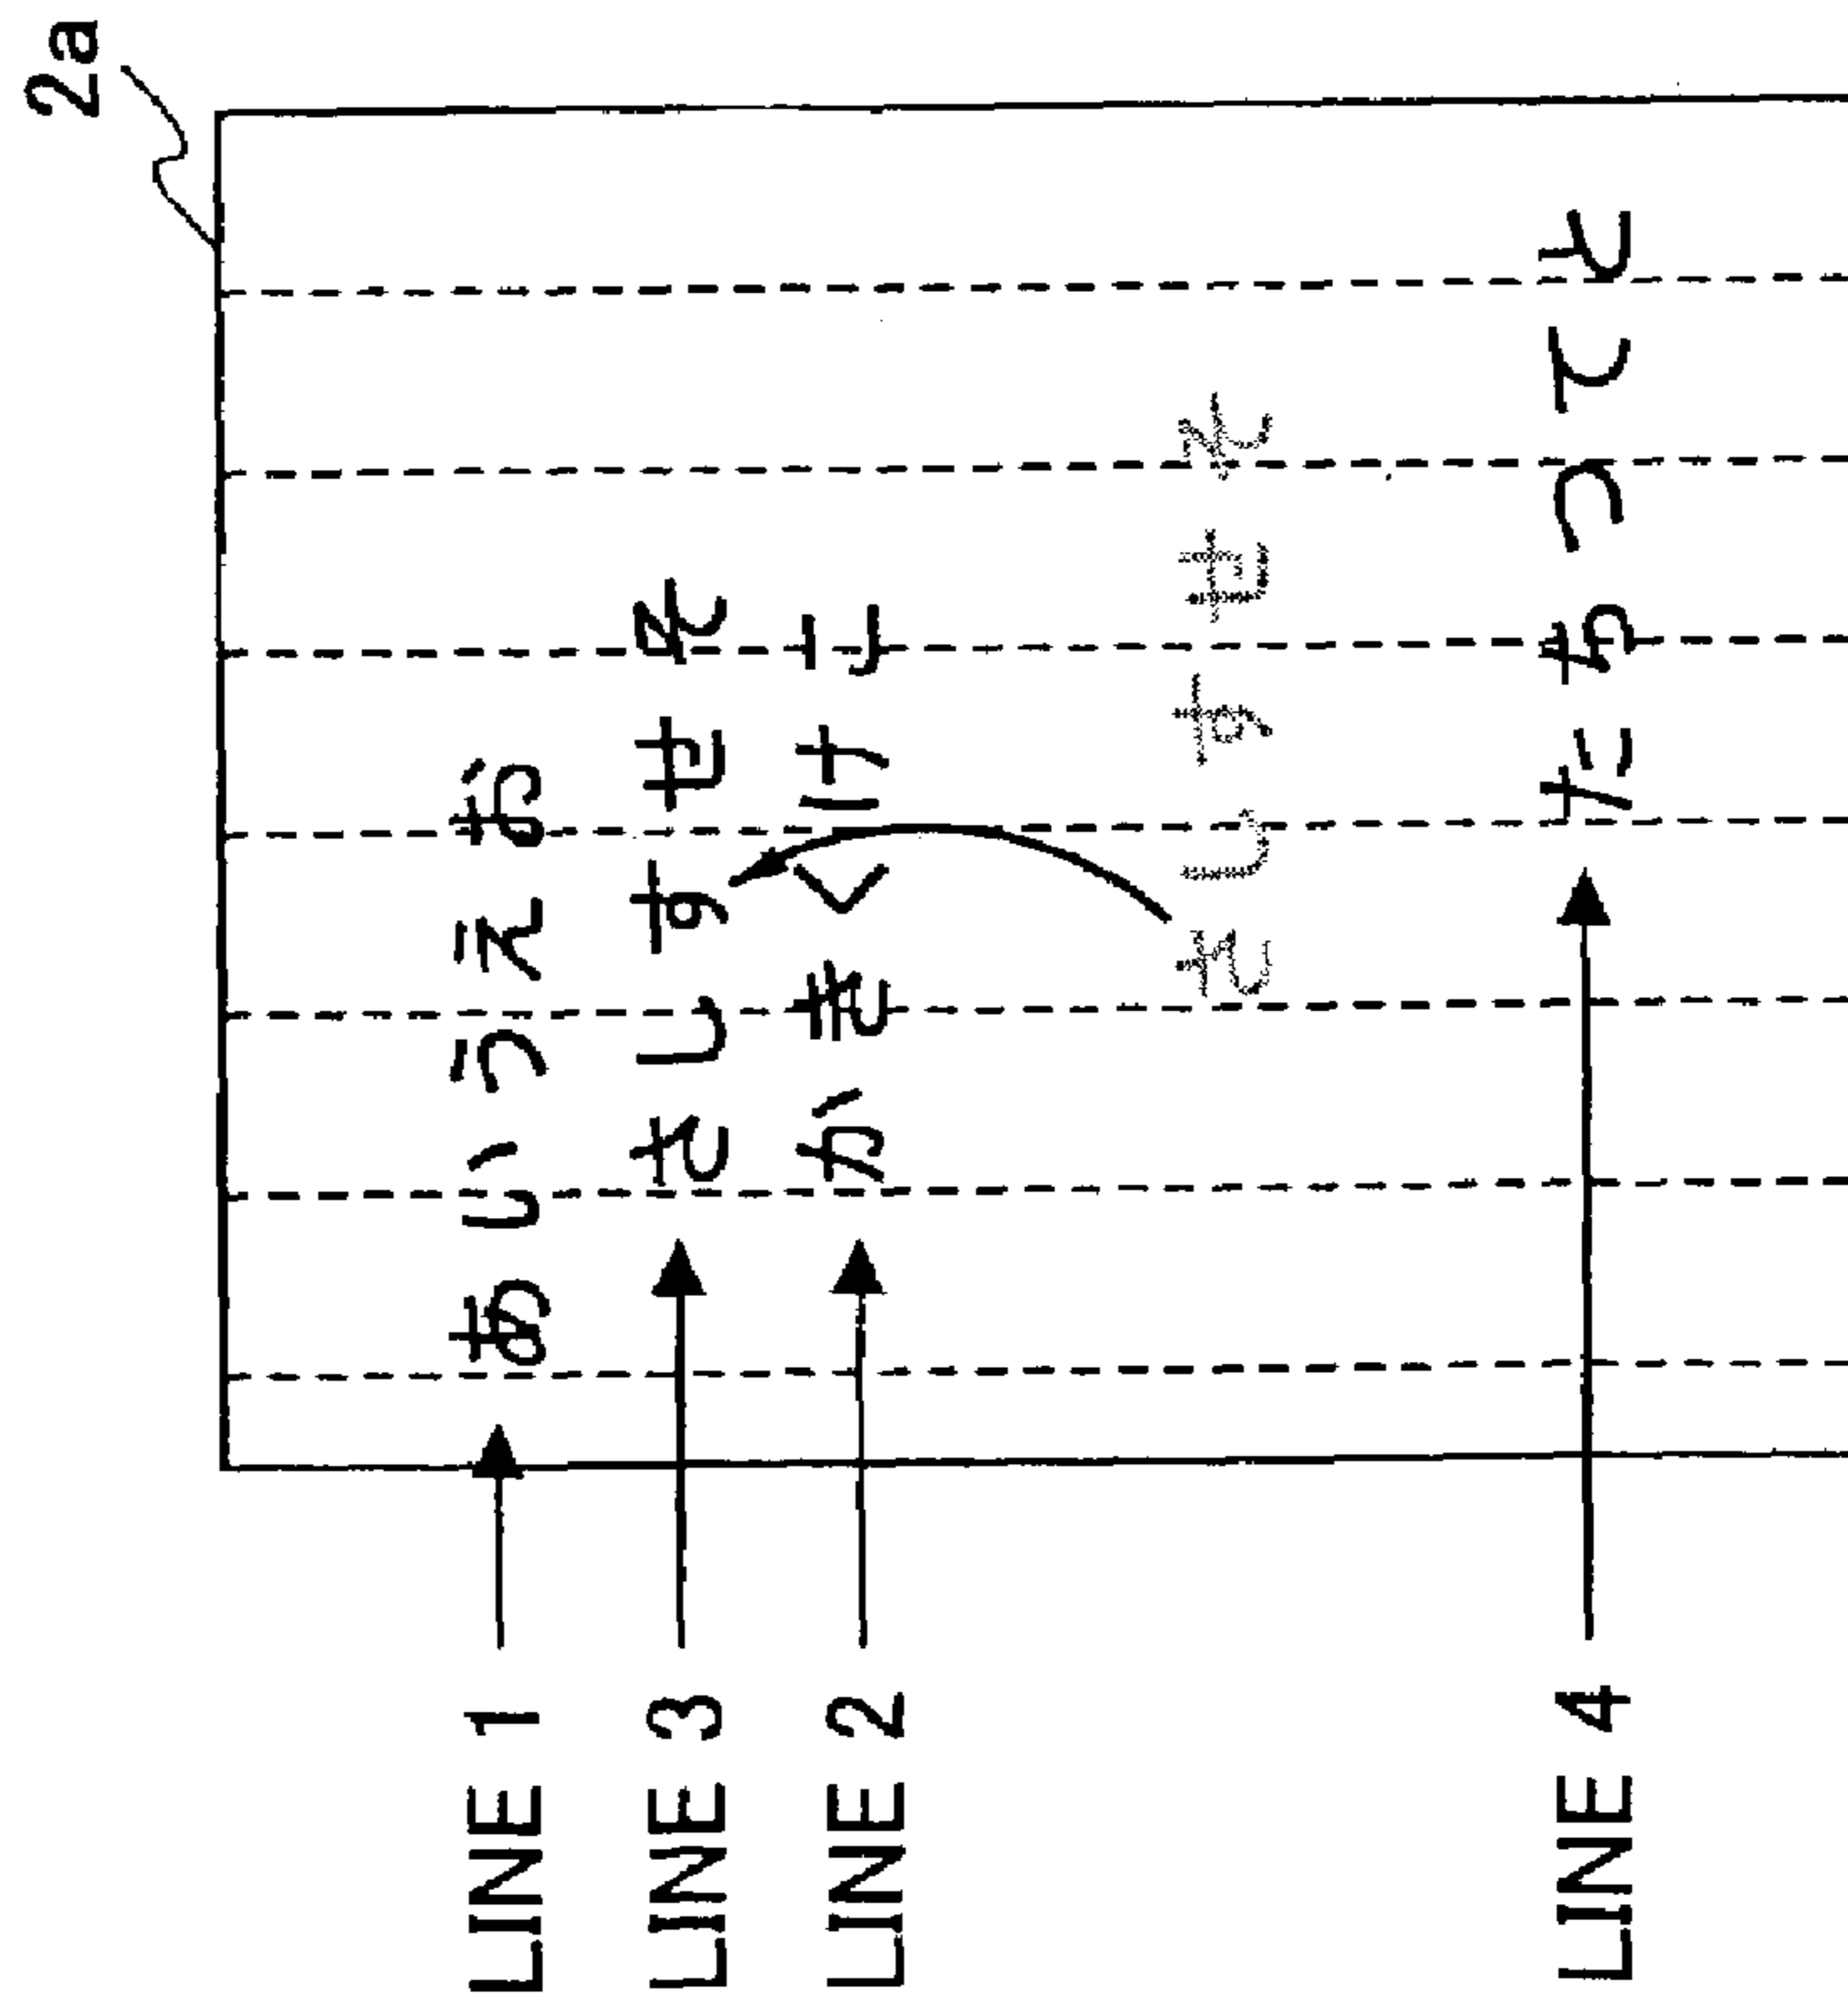 2a
LINE 1 あいうえお
LINE 3 さしすせそ
LINE 2 かきくけこ
さしすせそ
LINE 4 たちつてと